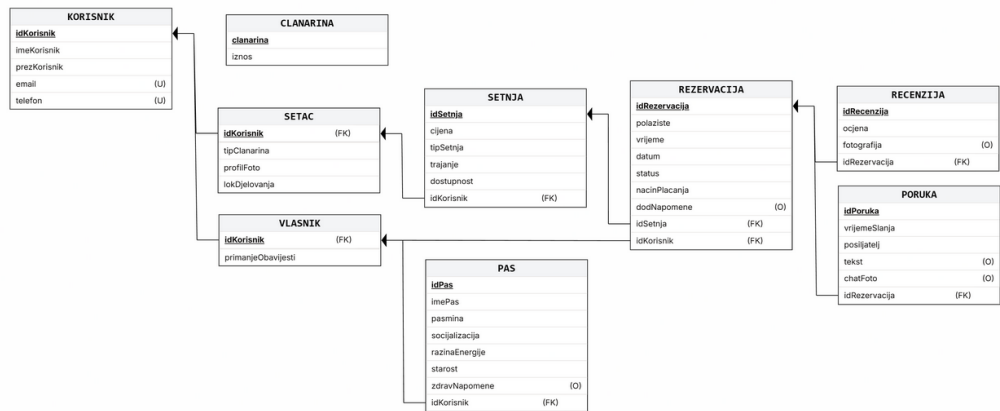 KORISNIK
idKorisnik
imeKorisnik
prezKorisnik
email (U)
telefon (U)
CLANARINA
clanarina
iznos
SETAC
idKorisnik (FK)
tipClanarina
profilFoto
lokDjelovanja
VLASNIK
idKorisnik (FK)
primanjeObavijesti
SETNJA
idSetnja
cijena
tipSetnja
trajanje
dostupnost
idKorisnik (FK)
PAS
idPas
imePas
pasmina
socijalizacija
razinaEnergije
starost
zdravNapomene (O)
idKorisnik (FK)
REZERVACIJA
idRezervacija
polaziste
vrijeme
datum
status
nacinPlacanja
dodNapomene (O)
idSetnja (FK)
idKorisnik (FK)
RECENZIJA
idRecenzija
ocjena
fotografija (O)
idRezervacija (FK)
PORUKA
idPoruka
vrijemeSlanja
posiljatelj
tekst (O)
chatFoto (O)
idRezervacija (FK)